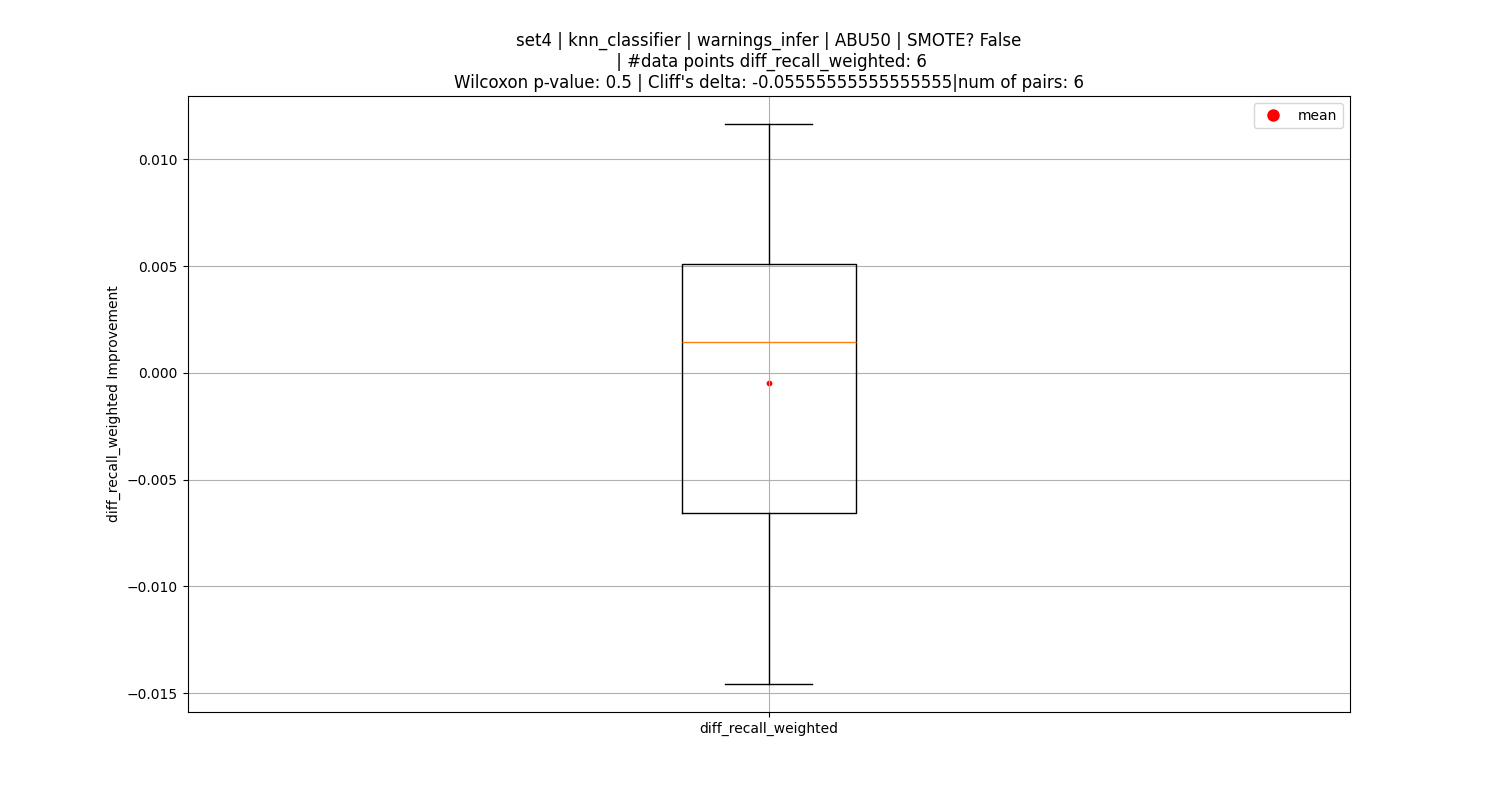 set4 | knn_classifier | warnings_infer | ABU50 | SMOTE? False
| #data points diff_recall_weighted: 6
Wilcoxon p-value: 0.5 | Cliff's delta: -0.05555555555555555|num of pairs: 6
mean
0.010
0.005
0.000
−0.005
−0.010
−0.015
diff_recall_weighted Improvement
diff_recall_weighted